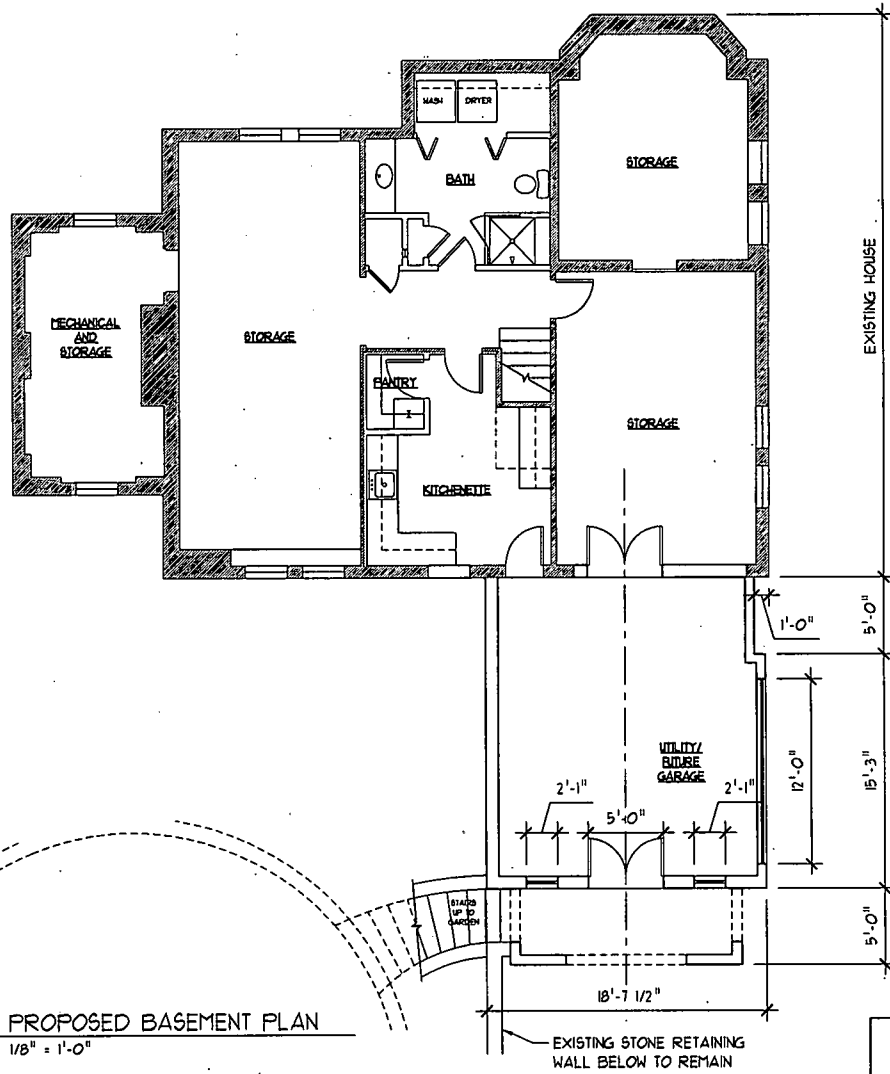 WASH
DRYER
BATH
STORAGE
EXISTING HOUSE
MECHANICAL
AND
STORAGE
STORAGE
PANTRY
STORAGE
KITCHENETTE
1'-0"
5'-0"
UTILITY/
FUTURE
GARAGE
12'-0"
15'-3"
2'-1"
5'-0"
2'-1"
STAIRS
UP TO
GARDEN
5'-0"
18'-7 1/2"
PROPOSED BASEMENT PLAN
1/8" = 1'-0"
EXISTING STONE RETAINING
WALL BELOW TO REMAIN